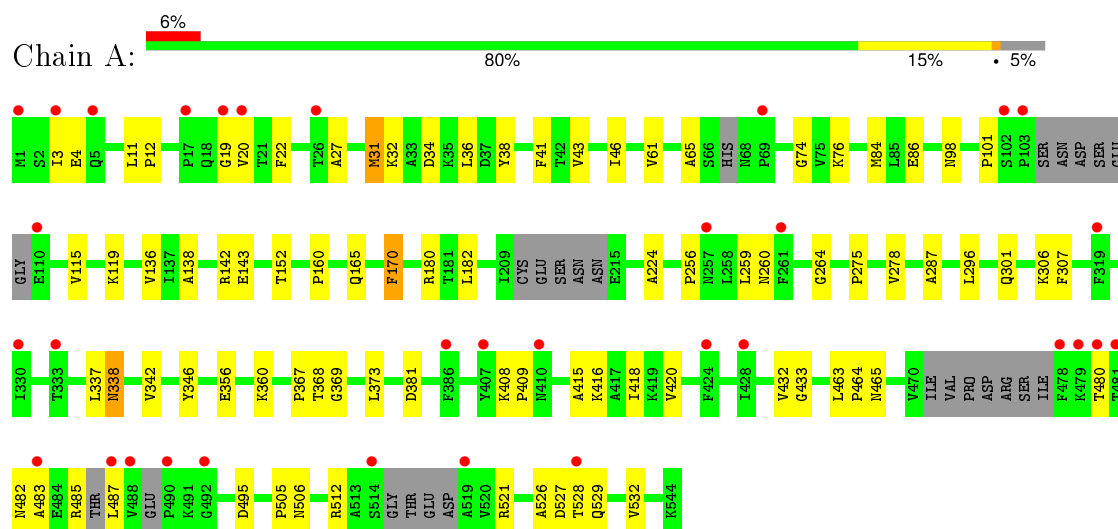 6%
Chain A:
80% 15% • 5%
M1 S2 I3 E4 Q5 L11 P12 P17 Q18 G19 V20 T21 F22 T26 A27 M31 K32 A33 D34 K35 L36 D37 Y38 F41 T42 V43 I46 V61 A65 S66 HIS N68 P69 G74 V75 K76 M84 L85 E86 N98 P101 S102 P103 SER ASN ASP SER GLU
GLY E110 V115 K119 V136 I137 A138 R142 E143 T152 P160 Q165 F170 R180 T181 L182 I209 CYS GLU SER ASN ASN E215 A224 P256 N257 L258 L259 N260 F261 G264 P275 V278 A287 L296 Q301 K306 F307 F319
I330 T333 L337 N338 V342 Y346 E356 K360 P367 T368 G369 L373 D381 F386 Y407 K408 P409 N410 A415 K416 A417 I418 K419 V420 F424 I428 V432 G433 L463 P464 N465 V470 ILE VAL PRO ASP ARG SER ILE F478 K479 T480 T481
N482 A483 E484 R485 THR L487 V488 GLU P490 K491 G492 D495 P505 N506 R512 A513 S514 GLY THR GLU ASP A519 V520 R521 A526 D527 T528 Q529 V532 K544